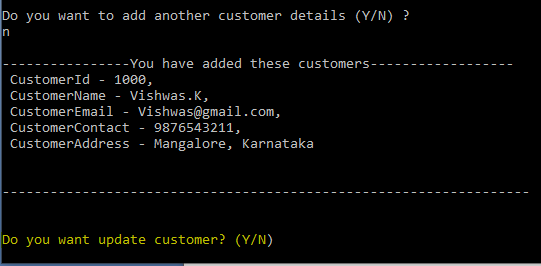 Do you want to add another customer details (Y/N) ?
n
----------------You have added these customers------------------
CustomerId - 1000,
CustomerName - Vishwas.K,
CustomerEmail - Vishwas@gmail.com,
CustomerContact - 9876543211,
CustomerAddress - Mangalore, Karnataka
------------------------------------------------------------------
Do you want update customer? (Y/N)